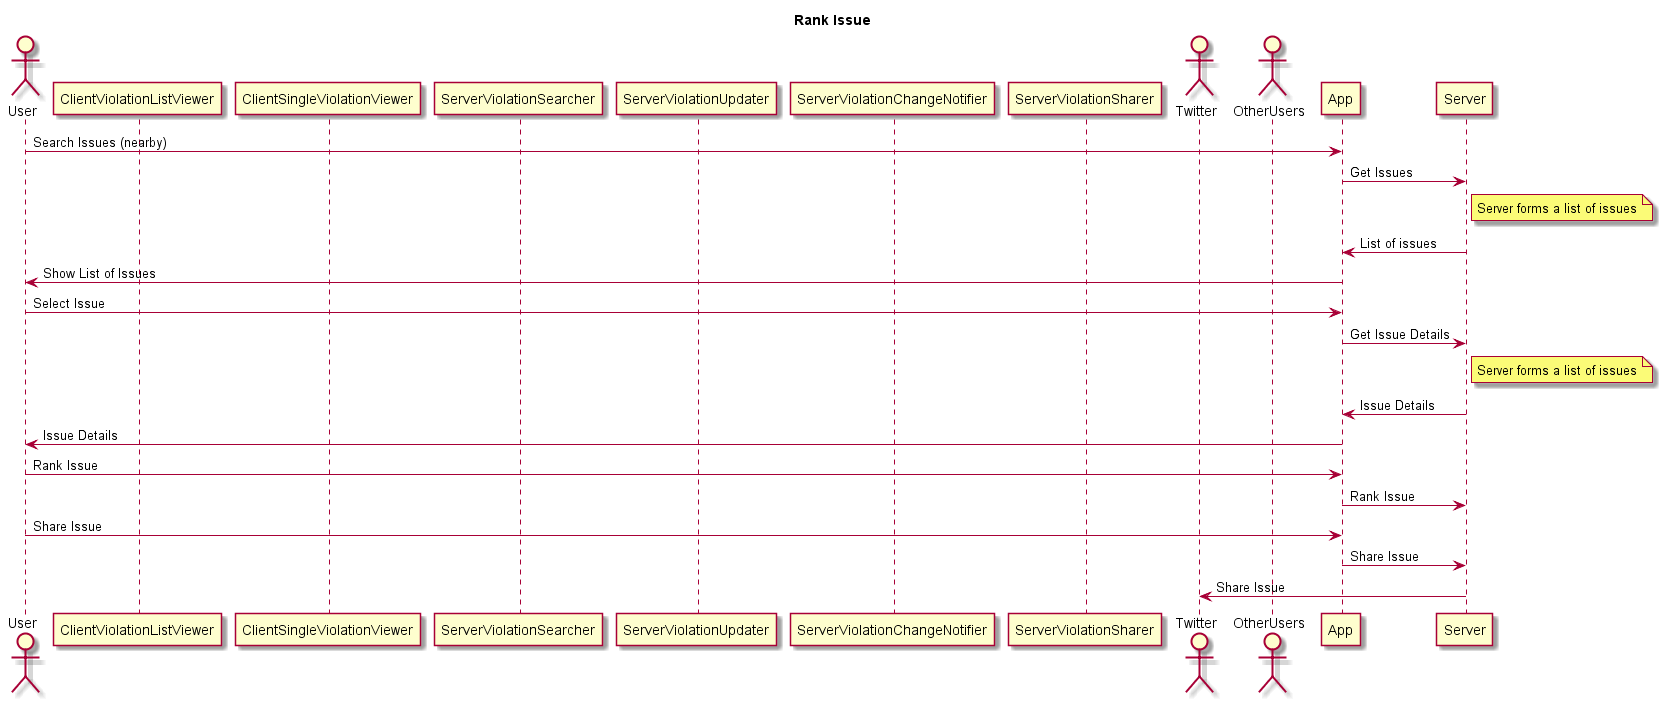 Rank Issue
User
ClientViolationListViewer
ClientSingleViolationViewer
ServerViolationSearcher
ServerViolationUpdater
ServerViolationChangeNotifier
ServerViolationSharer
Twitter
OtherUsers
App
Server
Search Issues (nearby)
Get Issues
Server forms a list of issues
List of issues
Show List of Issues
Select Issue
Get Issue Details
Server forms a list of issues
Issue Details
Issue Details
Rank Issue
Rank Issue
Share Issue
Share Issue
Share Issue
User
ClientViolationListViewer
ClientSingleViolationViewer
ServerViolationSearcher
ServerViolationUpdater
ServerViolationChangeNotifier
ServerViolationSharer
Twitter
OtherUsers
App
Server